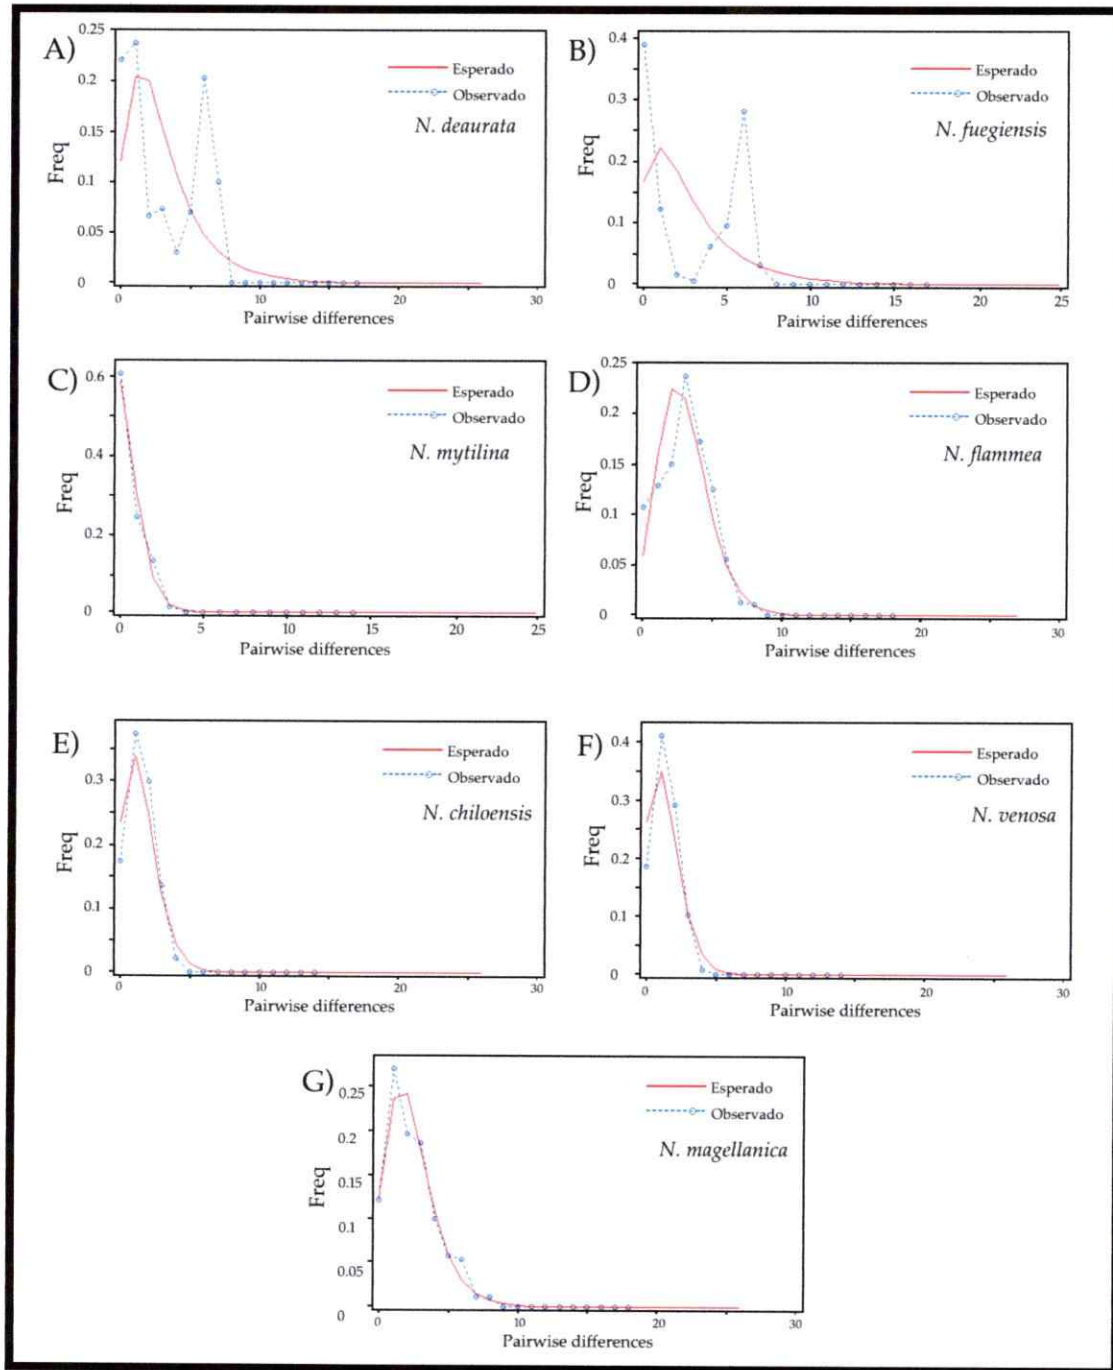 A)
0.25
0.2
0.15
0.1
0.05
0
Freq
Esperado
Observado
N. deaurata
0 10 20 30
Pairwise differences
B)
0.4
0.3
0.2
0.1
0
Freq
Esperado
Observado
N. fuegiensis
0 5 10 15 20 25
Pairwise differences
C)
0.6
0.4
0.2
0
Freq
Esperado
Observado
N. mytilina
0 5 10 15 20 25
Pairwise differences
D)
0.25
0.2
0.15
0.1
0.05
0
Freq
Esperado
Observado
N. flammea
0 10 20 30
Pairwise differences
E)
0.3
0.2
0.1
0
Freq
Esperado
Observado
N. chiloensis
0 10 20 30
Pairwise differences
F)
0.4
0.3
0.2
0.1
0
Freq
Esperado
Observado
N. venosa
0 10 20 30
Pairwise differences
G)
0.25
0.2
0.15
0.1
0.05
0
Freq
Esperado
Observado
N. magellanica
0 10 20 30
Pairwise differences